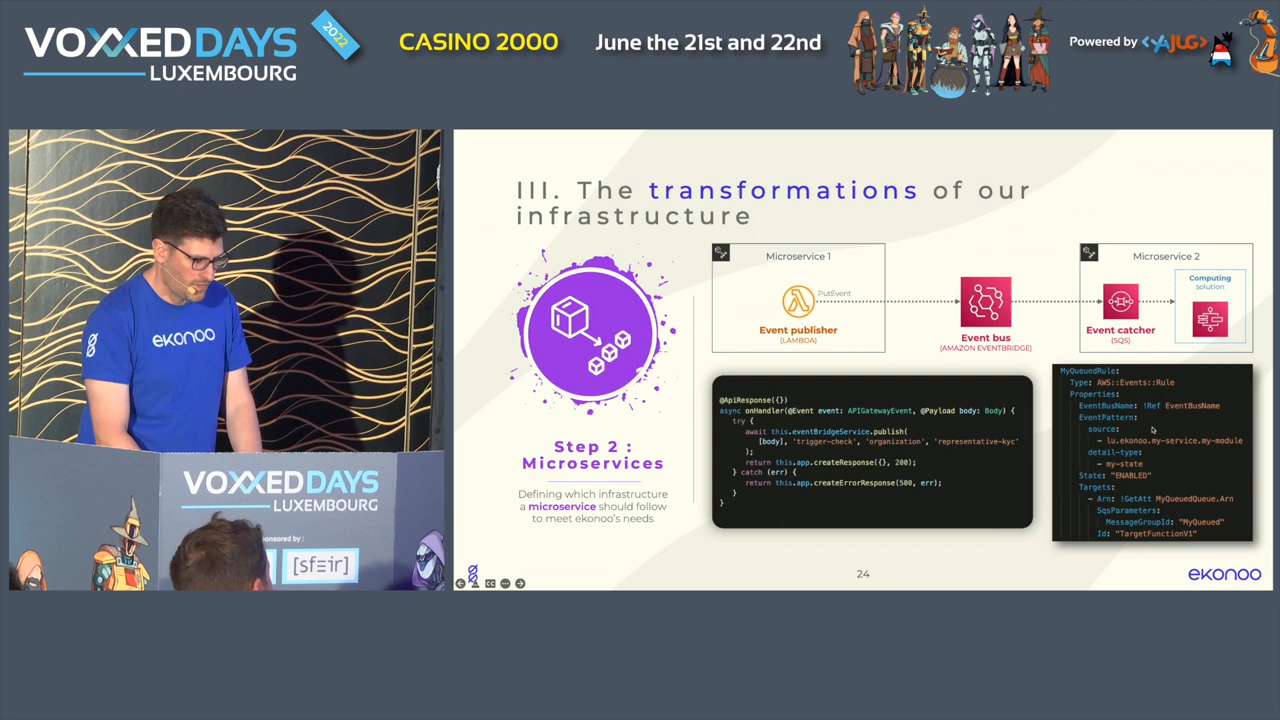 VOXXED DAYS
LUXEMBOURG
2022
CASINO 2000
June the 21st and 22nd
Powered by <YAJUG>
ekonoo
VOXXED DAYS
LUXEMBOURG
onsored by :
[sfeir]
III. The transformations of our
infrastructure
Step 2 :
Microservices
Defining which infrastructure
a microservice should follow
to meet ekonoo's needs
Microservice 1
PutEvent
Event publisher
(LAMBDA)
Event bus
(AMAZON EVENTBRIDGE)
Microservice 2
Computing
solution
Event catcher
(SQS)
@ApiResponse({})
async onHandler(@Event event: APIGatewayEvent, @Payload body: Body) {
try {
await this.eventBridgeService.publish(
[body], 'trigger-check', 'organization', 'representative-kyc'
);
return this.app.createResponse({}, 200);
} catch (err) {
return this.app.createErrorResponse(500, err);
}
}
MyQueuedRule:
Type: AWS::Events::Rule
Properties:
EventBusName: !Ref EventBusName
EventPattern:
source:
- lu.ekonoo.my-service.my-module
detail-type:
- my-state
State: "ENABLED"
Targets:
- Arn: !GetAtt MyQueuedQueue.Arn
SqsParameters:
MessageGroupId: "MyQueued"
Id: "TargetFunctionV1"
CC
24
ekonoo